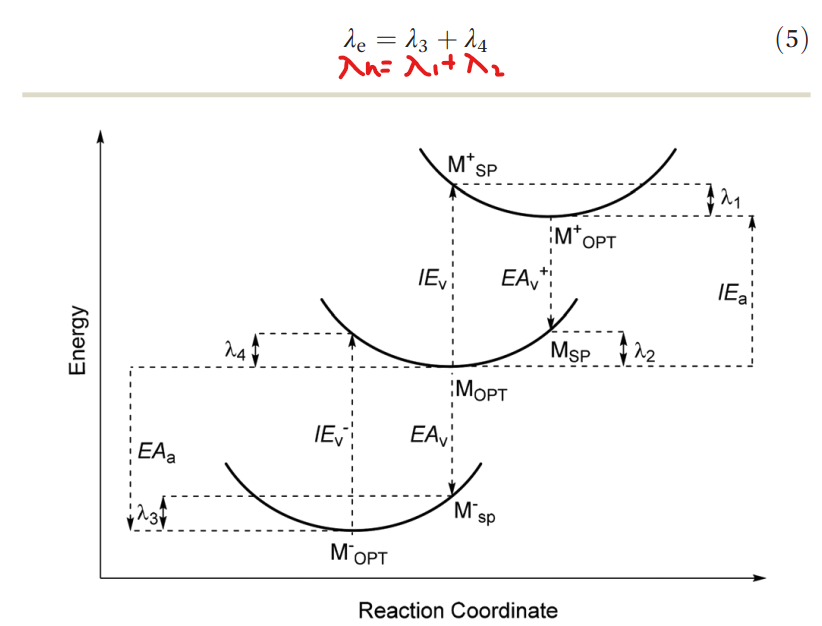 λe = λ3 + λ4 (5)
λh = λ1 + λ2
M⁺SP
λ1
M⁺OPT
IEv
EAv⁺
IEa
Energy
λ4
MSP
λ2
MOPT
IEv⁻
EAv
EAa
λ3
M⁻sp
M⁻OPT
Reaction Coordinate